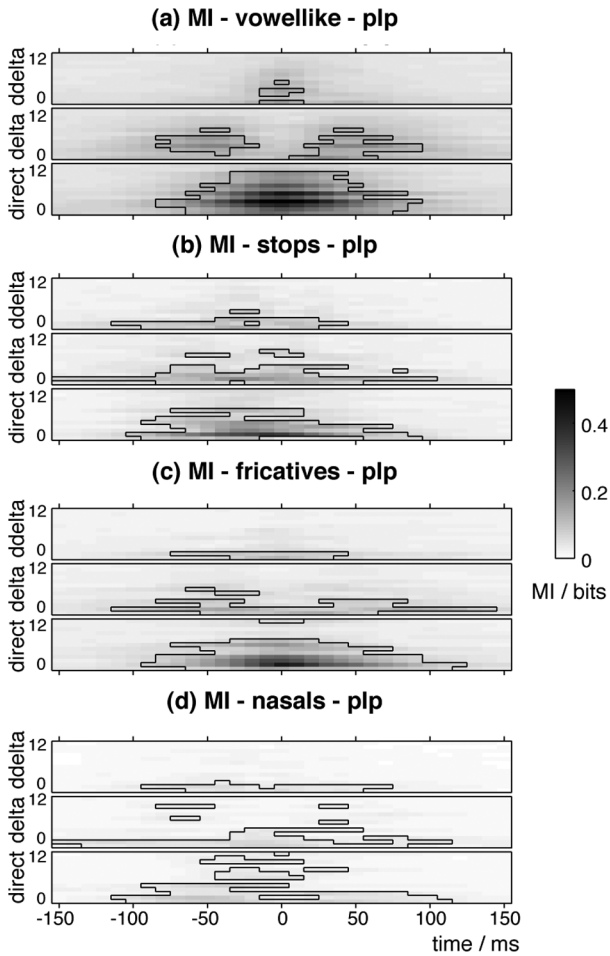 (a) MI - vowellike - plp
12
ddelta
0
12
delta
0
12
direct
0
(b) MI - stops - plp
12
ddelta
0
12
delta
0
12
direct
0
(c) MI - fricatives - plp
12
ddelta
0
12
delta
0
12
direct
0
(d) MI - nasals - plp
12
ddelta
0
12
delta
0
12
direct
0
-150 -100 -50 0 50 100 150
time / ms
0.4
0.2
0
MI / bits